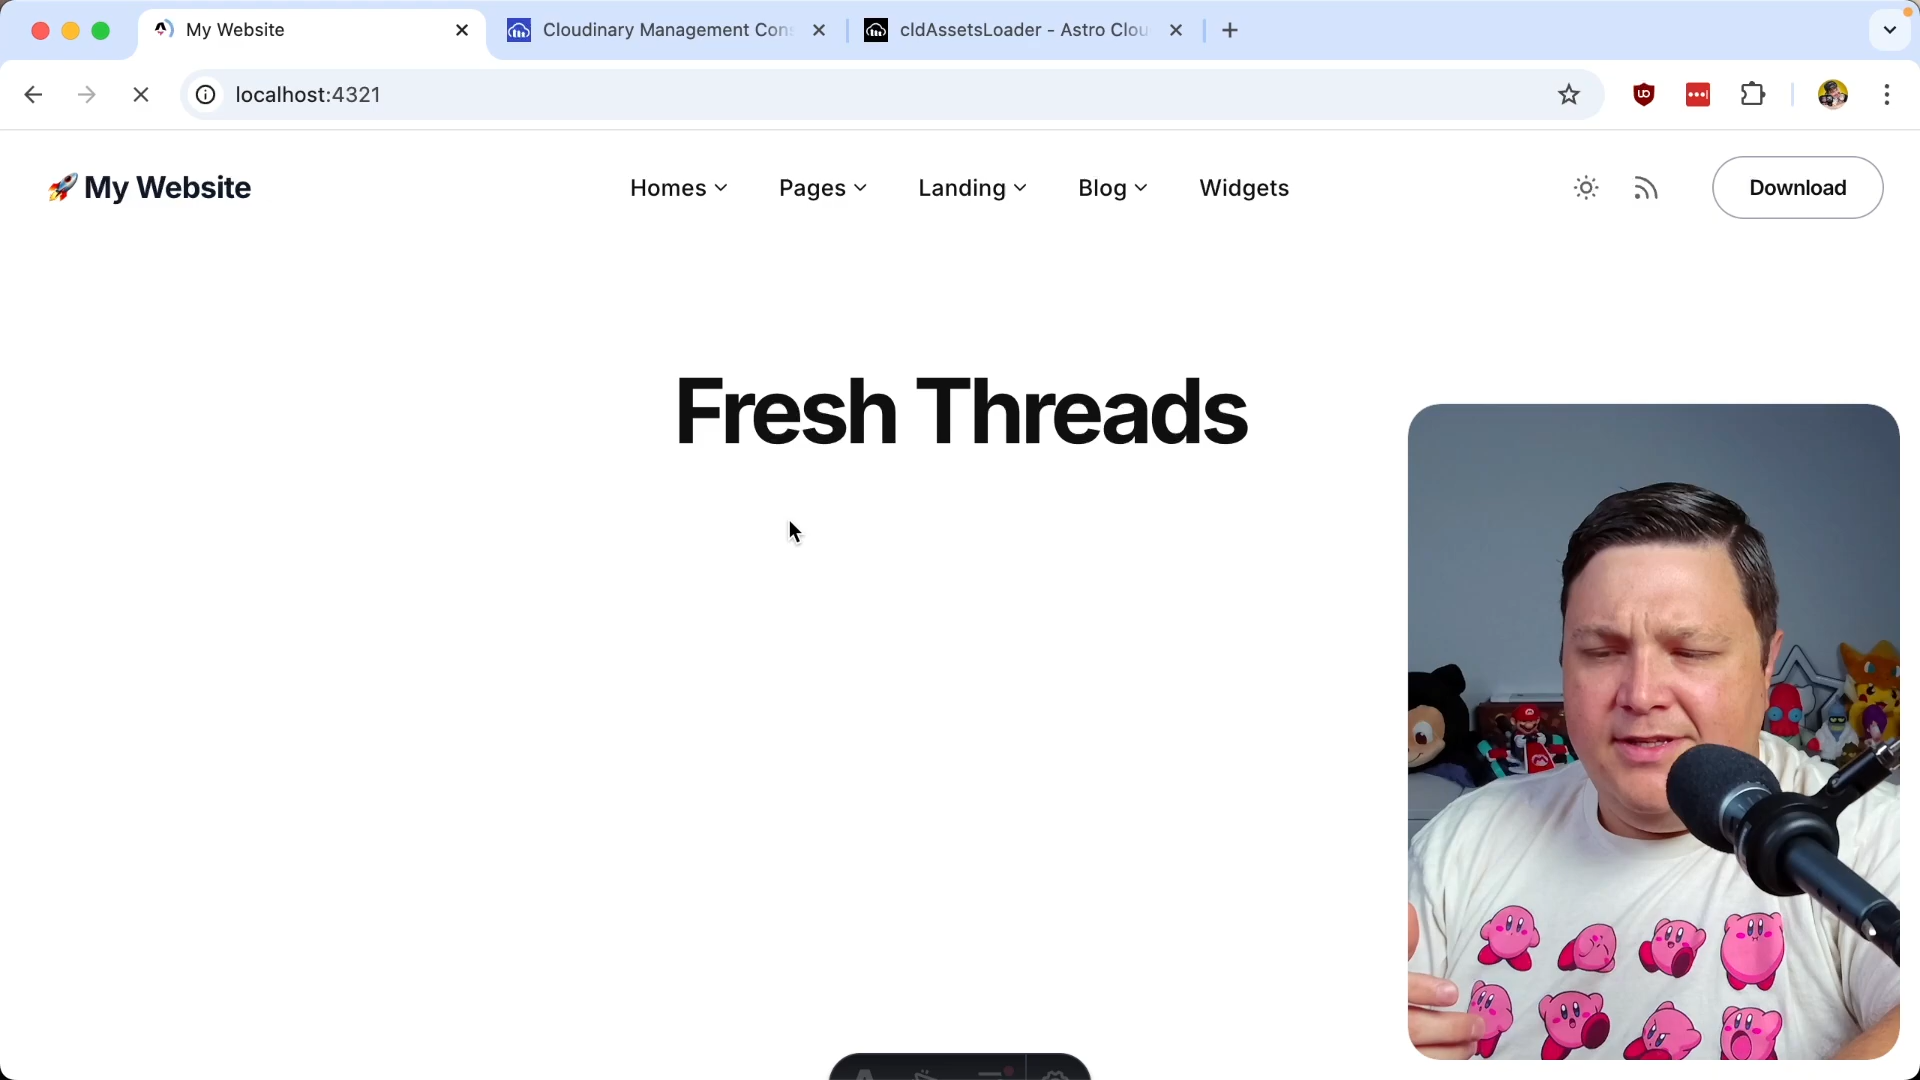 My Website
Cloudinary Management Cons
cldAssetsLoader - Astro Clou
localhost:4321
🚀 My Website
Homes
Pages
Landing
Blog
Widgets
Download
Fresh Threads